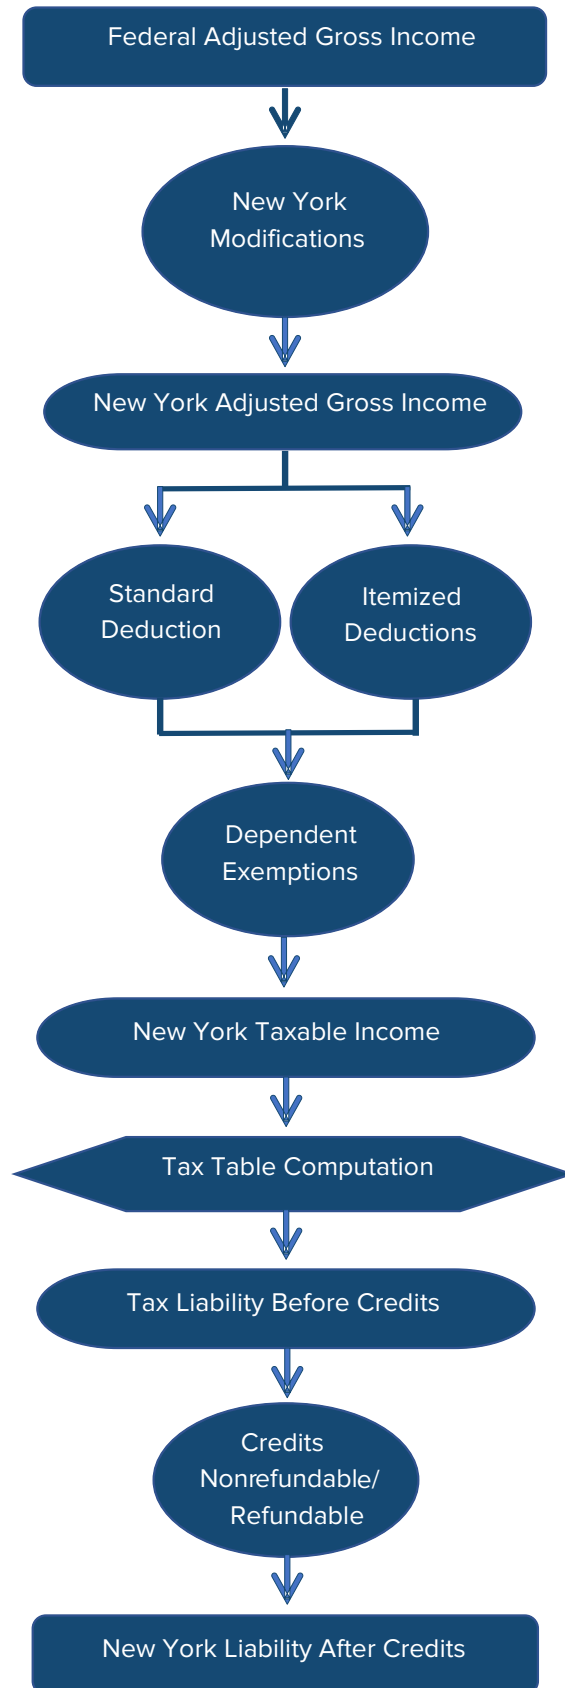 Federal Adjusted Gross Income
New York
Modifications
New York Adjusted Gross Income
Standard
Deduction
Itemized
Deductions
Dependent
Exemptions
New York Taxable Income
Tax Table Computation
Tax Liability Before Credits
Credits
Nonrefundable/
Refundable
New York Liability After Credits